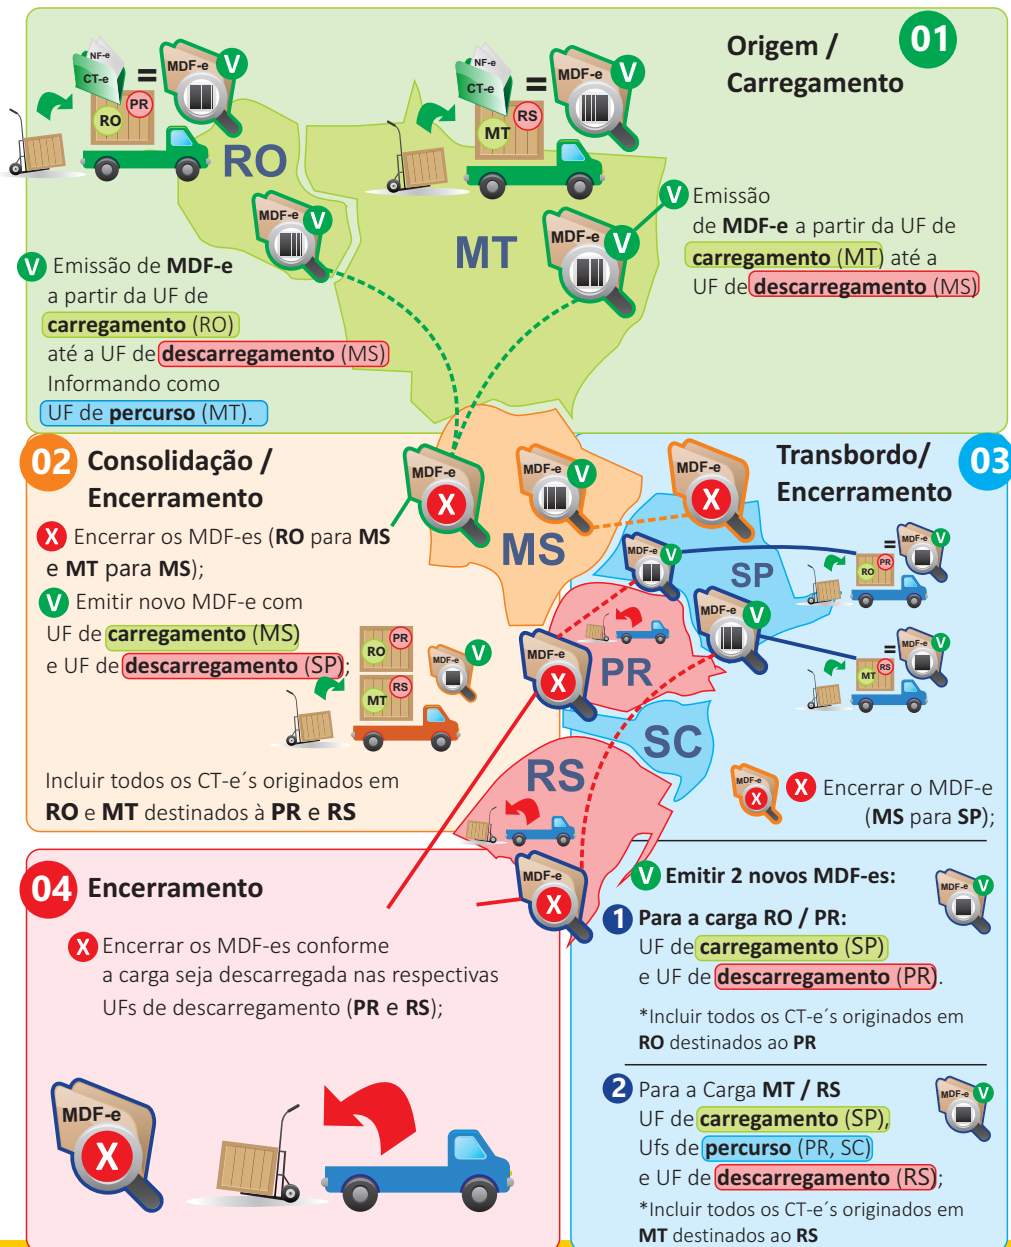 Origem /
Carregamento
01
NF-e
CT-e
=
MDF-e
V
PR
RO
RO
NF-e
CT-e
=
MDF-e
V
RS
MT
MT
MDF-e
V
MDF-e
V
V Emissão de MDF-e
a partir da UF de
carregamento (RO)
até a UF de descarregamento (MS)
Informando como
UF de percurso (MT).
V Emissão
de MDF-e a partir da UF de
carregamento (MT) até a
UF de descarregamento (MS)
02 Consolidação /
Encerramento
X Encerrar os MDF-es (RO para MS
e MT para MS);
V Emitir novo MDF-e com
UF de carregamento (MS)
e UF de descarregamento (SP);
RO
PR
MT
RS
MDF-e
V
Incluir todos os CT-e´s originados em
RO e MT destinados à PR e RS
MDF-e
X
MDF-e
V
MS
MDF-e
X
Transbordo/
Encerramento
03
MDF-e
V
SP
MDF-e
V
RO
PR
=
MDF-e
V
MT
RS
=
MDF-e
V
MDF-e
X
PR
SC
RS
MDF-e
X
MDF-e
X
X Encerrar o MDF-e
(MS para SP);
V Emitir 2 novos MDF-es:
MDF-e
V
1 Para a carga RO / PR:
UF de carregamento (SP)
e UF de descarregamento (PR).
*Incluir todos os CT-e´s originados em
RO destinados ao PR
2 Para a Carga MT / RS
MDF-e
V
UF de carregamento (SP),
Ufs de percurso (PR, SC)
e UF de descarregamento (RS);
*Incluir todos os CT-e´s originados em
MT destinados ao RS
04 Encerramento
X Encerrar os MDF-es conforme
a carga seja descarregada nas respectivas
UFs de descarregamento (PR e RS);
MDF-e
X